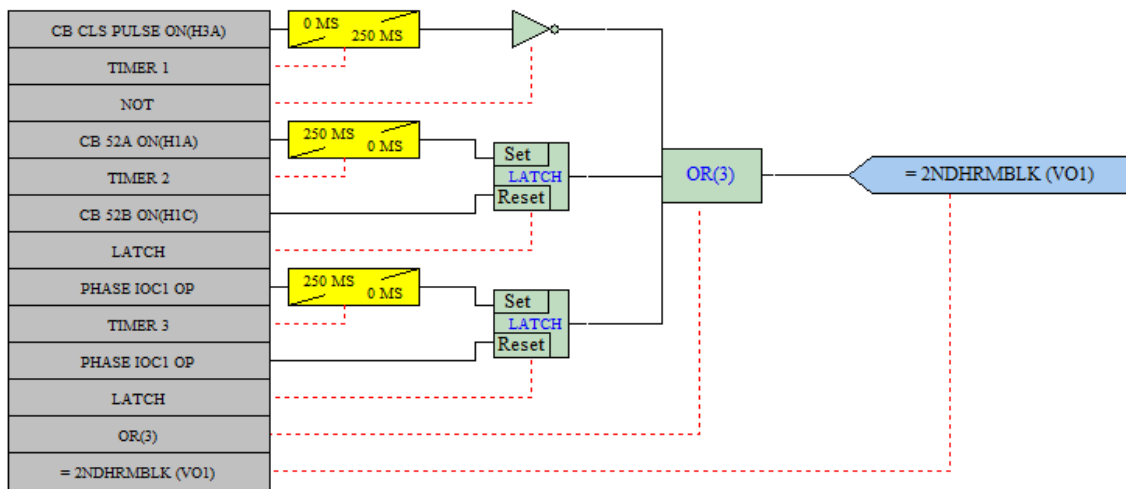 CB CLS PULSE ON(H3A)
0 MS
250 MS
TIMER 1
NOT
CB 52A ON(H1A)
250 MS
0 MS
Set
LATCH
Reset
TIMER 2
CB 52B ON(H1C)
LATCH
OR(3)
= 2NDHRMBLK (VO1)
PHASE IOC1 OP
250 MS
0 MS
Set
LATCH
Reset
TIMER 3
PHASE IOC1 OP
LATCH
OR(3)
= 2NDHRMBLK (VO1)